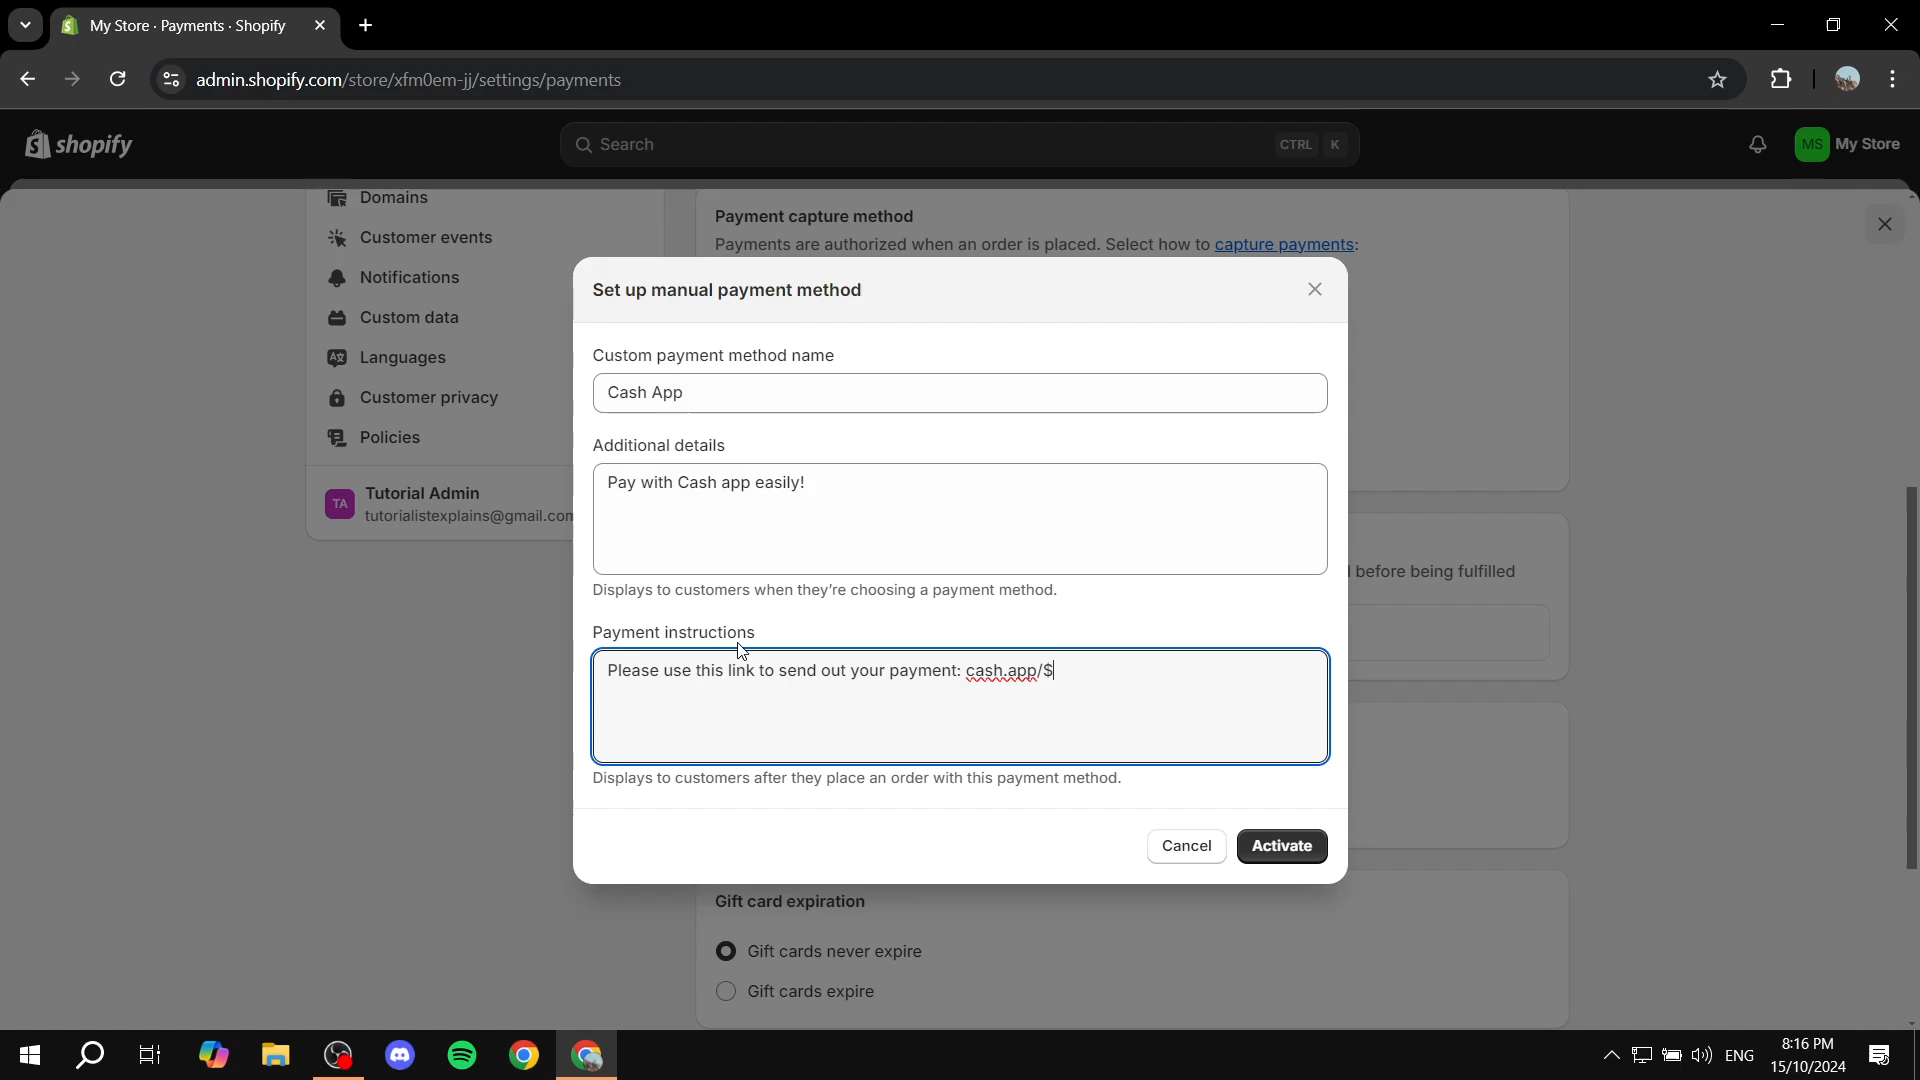 My Store · Payments · Shopify
admin.shopify.com/store/xfm0em-jj/settings/payments
shopify
Search
CTRL K
MS My Store
Domains
Customer events
Notifications
Custom data
Languages
Customer privacy
Policies
TA
Tutorial Admin
tutorialistexplains@gmail.com
Payment capture method
Payments are authorized when an order is placed. Select how to capture payments:
Set up manual payment method
Custom payment method name
Cash App
Additional details
Pay with Cash app easily!
Displays to customers when they're choosing a payment method.
before being fulfilled
Payment instructions
Please use this link to send out your payment: cash.app/$
Displays to customers after they place an order with this payment method.
Cancel
Activate
Gift card expiration
Gift cards never expire
Gift cards expire
ENG
8:16 PM
15/10/2024